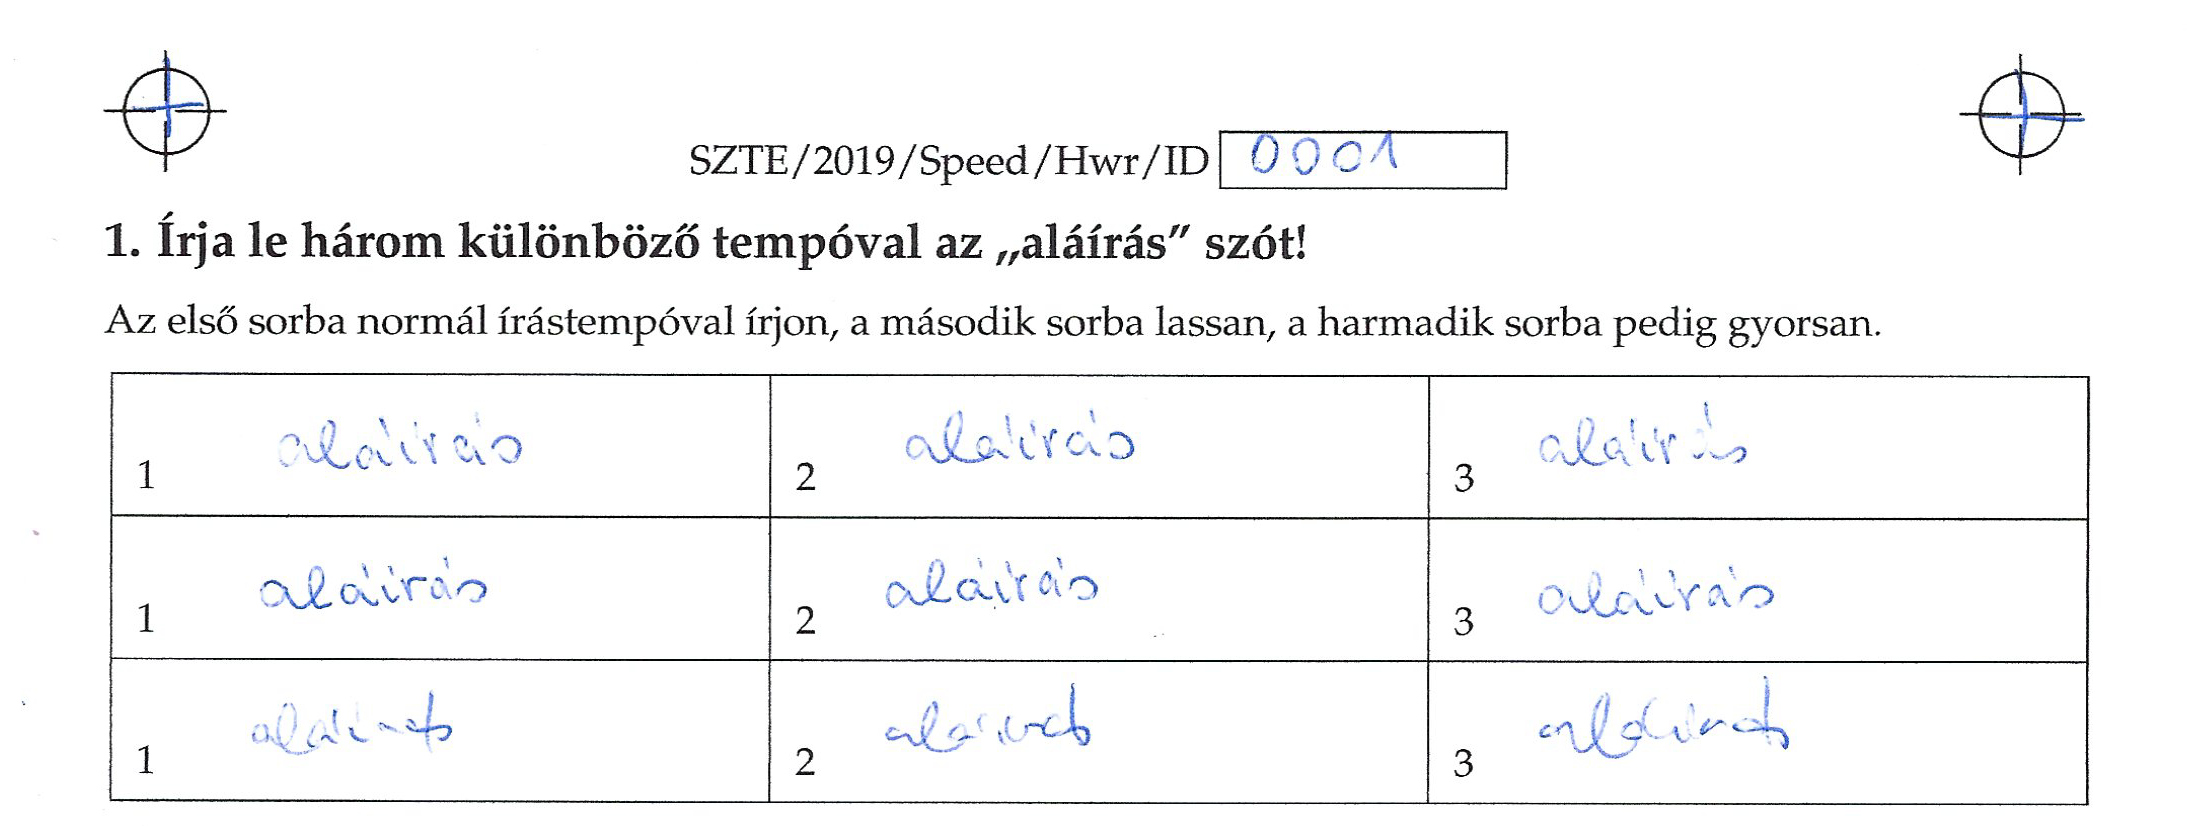 SZTE/2019/Speed/Hwr/ID 0001
1. Írja le három különböző tempóval az „aláírás” szót!
Az első sorba normál írástempóval írjon, a második sorba lassan, a harmadik sorba pedig gyorsan.
1 aláírás 2 aláírás 3 aláírás
1 aláírás 2 aláírás 3 aláírás
1 aláírás 2 aláírás 3 aláírás